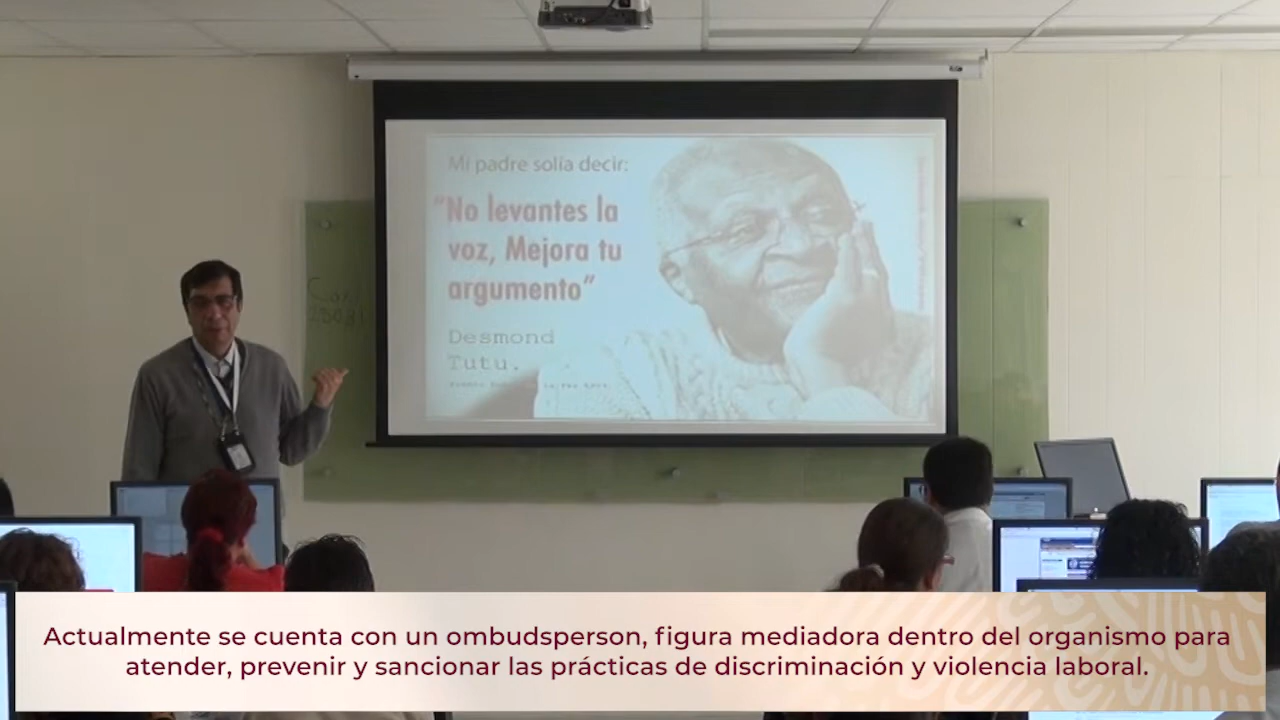 Mi padre solía decir:
"No levantes la
voz, Mejora tu
argumento"
Desmond
Tutu.
Actualmente se cuenta con un ombudsperson, figura mediadora dentro del organismo para
atender, prevenir y sancionar las prácticas de discriminación y violencia laboral.